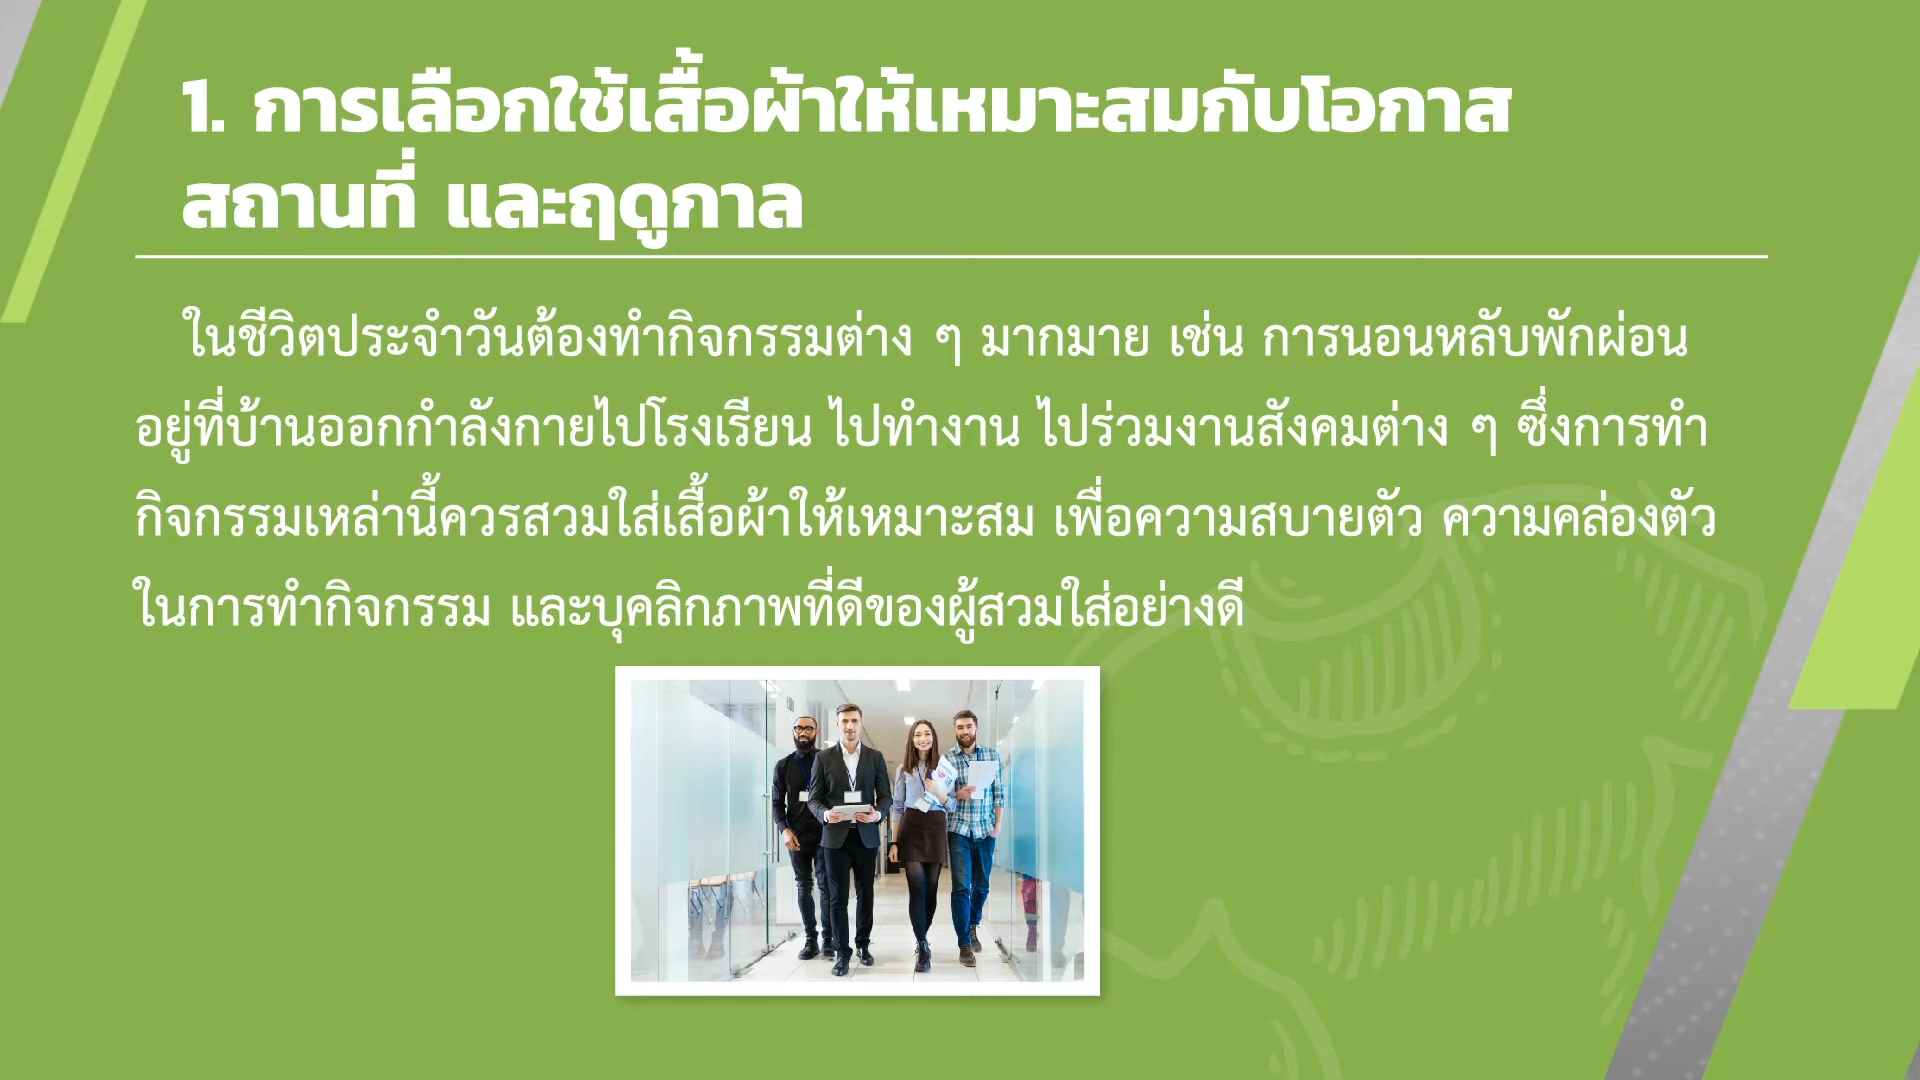 1. การเลือกใช้เสื้อผ้าให้เหมาะสมกับโอกาส
สถานที่ และฤดูกาล
ในชีวิตประจำวันต้องทำกิจกรรมต่าง ๆ มากมาย เช่น การนอนหลับพักผ่อน
อยู่ที่บ้านออกกำลังกายไปโรงเรียน ไปทำงาน ไปร่วมงานสังคมต่าง ๆ ซึ่งการทำ
กิจกรรมเหล่านี้ควรสวมใส่เสื้อผ้าให้เหมาะสม เพื่อความสบายตัว ความคล่องตัว
ในการทำกิจกรรม และบุคลิกภาพที่ดีของผู้สวมใส่อย่างดี